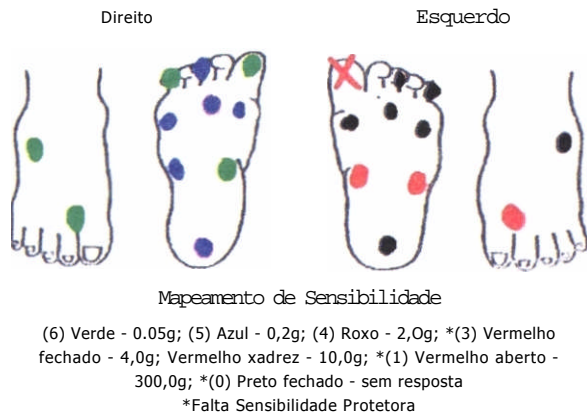 Direito
Esquerdo
Mapeamento de Sensibilidade
(6) Verde - 0.05g; (5) Azul - 0,2g; (4) Roxo - 2,Og; *(3) Vermelho
fechado - 4,0g; Vermelho xadrez - 10,0g; *(1) Vermelho aberto -
300,0g; *(0) Preto fechado - sem resposta
*Falta Sensibilidade Protetora